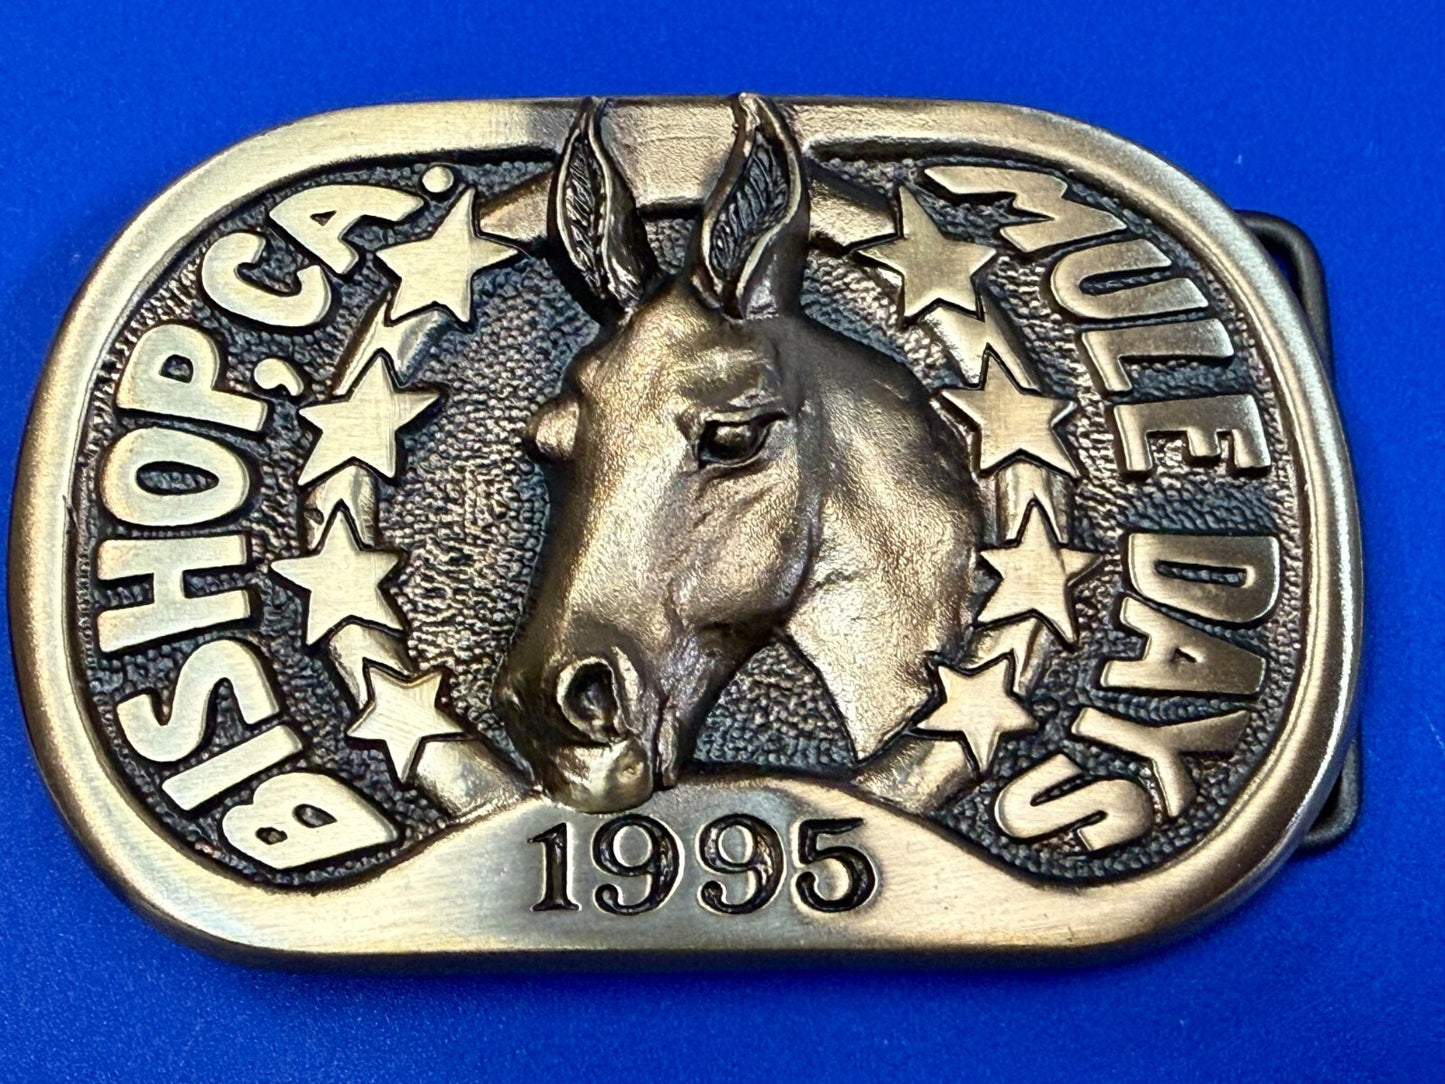 BISHOP, CA.
MULE DAYS
1995